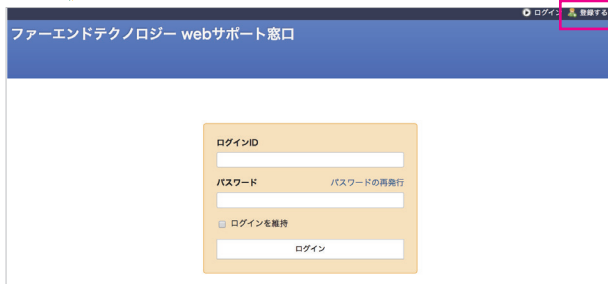 ログイン 登録する
ファーエンドテクノロジー webサポート窓口
ログインID
パスワード パスワードの再発行
ログインを維持
ログイン